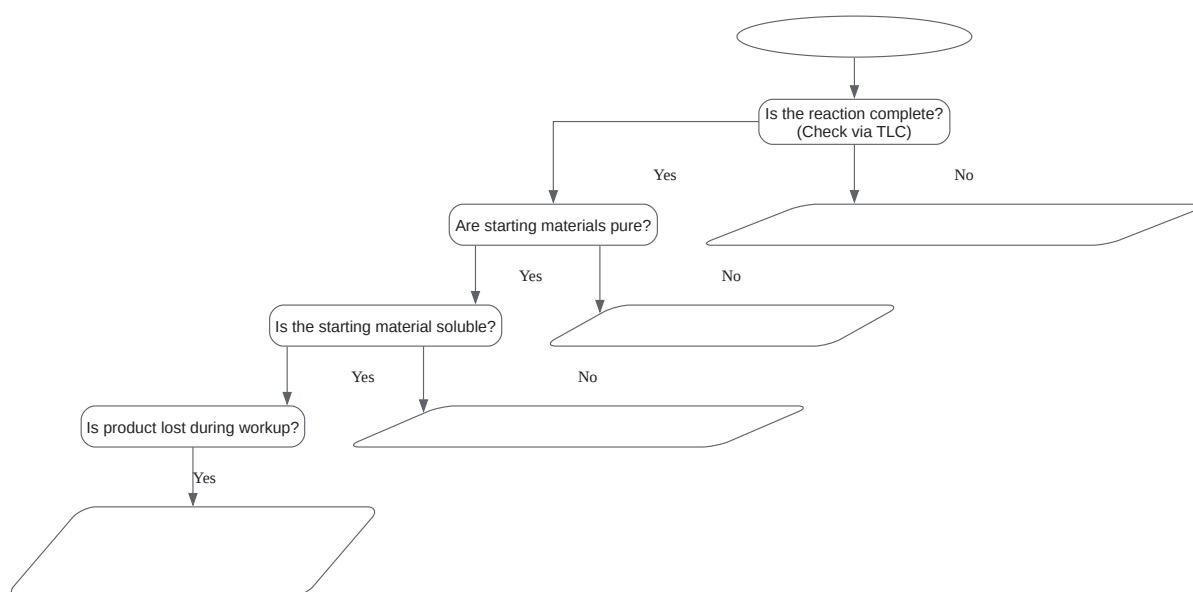 Is the reaction complete?
(Check via TLC)
Yes
No
Are starting materials pure?
Yes
No
Is the starting material soluble?
Yes
No
Is product lost during workup?
Yes